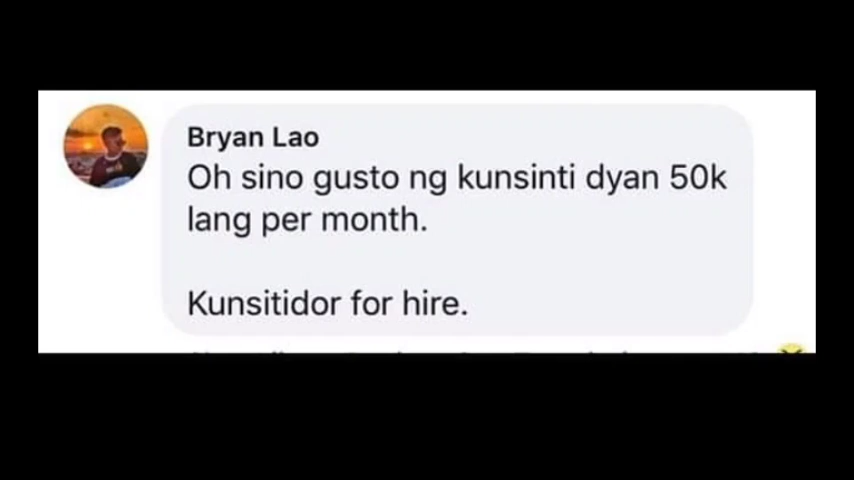 Bryan Lao
Oh sino gusto ng kunsinti dyan 50k
lang per month.
Kunsitidor for hire.